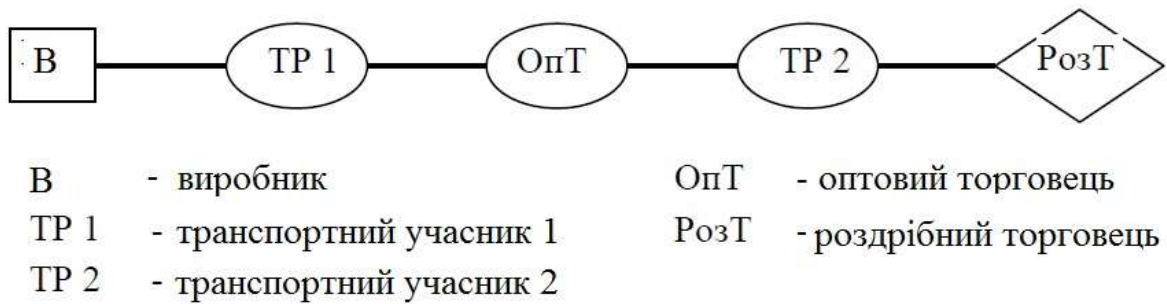 В ТР 1 ОпТ ТР 2 РозТ
В - виробник
ТР 1 - транспортний учасник 1
ТР 2 - транспортний учасник 2
ОпТ - оптовий торговець
РозТ - роздрібний торговець